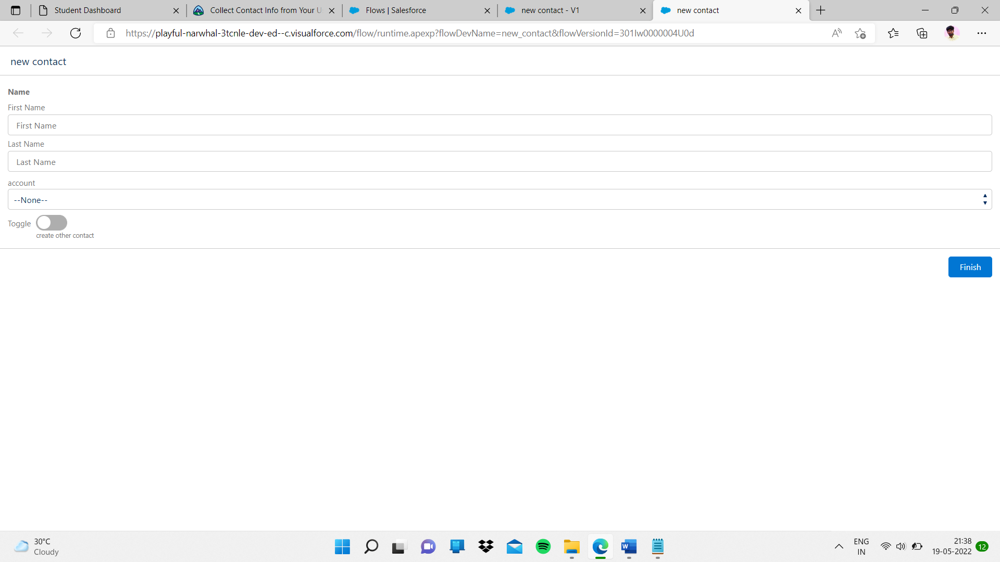 Student Dashboard
Collect Contact Info from Your U
Flows | Salesforce
new contact - V1
new contact
https://playful-narwhal-3tcnle-dev-ed--c.visualforce.com/flow/runtime.apexp?flowDevName=new_contact&flowVersionId=301Iw0000004U0d
new contact
Name
First Name
First Name
Last Name
Last Name
account
--None--
Toggle
create other contact
Finish
30°C
Cloudy
ENG
IN
21:38
19-05-2022
12